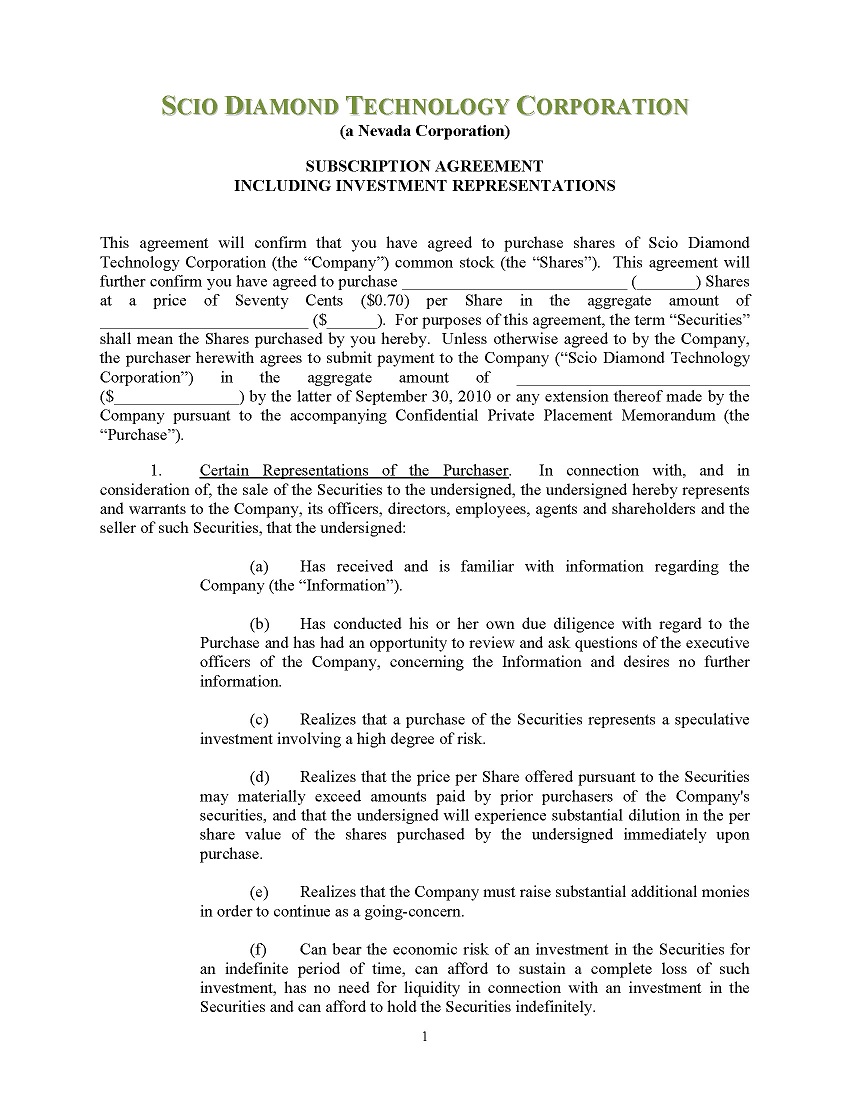 SCIO DIAMOND TECHNOLOGY CORPORATION
(a Nevada Corporation)
SUBSCRIPTION AGREEMENT
INCLUDING INVESTMENT REPRESENTATIONS
This agreement will confirm that you have agreed to purchase shares of Scio Diamond
Technology Corporation (the “Company”) common stock (the “Shares”). This agreement will
further confirm you have agreed to purchase ____________________________ (_______) Shares
at a price of Seventy Cents ($0.70) per Share in the aggregate amount of
__________________________ ($______). For purposes of this agreement, the term “Securities”
shall mean the Shares purchased by you hereby. Unless otherwise agreed to by the Company,
the purchaser herewith agrees to submit payment to the Company (“Scio Diamond Technology
Corporation”) in the aggregate amount of _____________________________
($________________) by the latter of September 30, 2010 or any extension thereof made by the
Company pursuant to the accompanying Confidential Private Placement Memorandum (the
“Purchase”).
1. Certain Representations of the Purchaser. In connection with, and in
consideration of, the sale of the Securities to the undersigned, the undersigned hereby represents
and warrants to the Company, its officers, directors, employees, agents and shareholders and the
seller of such Securities, that the undersigned:
(a) Has received and is familiar with information regarding the
Company (the “Information”).
(b) Has conducted his or her own due diligence with regard to the
Purchase and has had an opportunity to review and ask questions of the executive
officers of the Company, concerning the Information and desires no further
information.
(c) Realizes that a purchase of the Securities represents a speculative
investment involving a high degree of risk.
(d) Realizes that the price per Share offered pursuant to the Securities
may materially exceed amounts paid by prior purchasers of the Company's
securities, and that the undersigned will experience substantial dilution in the per
share value of the shares purchased by the undersigned immediately upon
purchase.
(e) Realizes that the Company must raise substantial additional monies
in order to continue as a going-concern.
(f) Can bear the economic risk of an investment in the Securities for
an indefinite period of time, can afford to sustain a complete loss of such
investment, has no need for liquidity in connection with an investment in the
Securities and can afford to hold the Securities indefinitely.
1